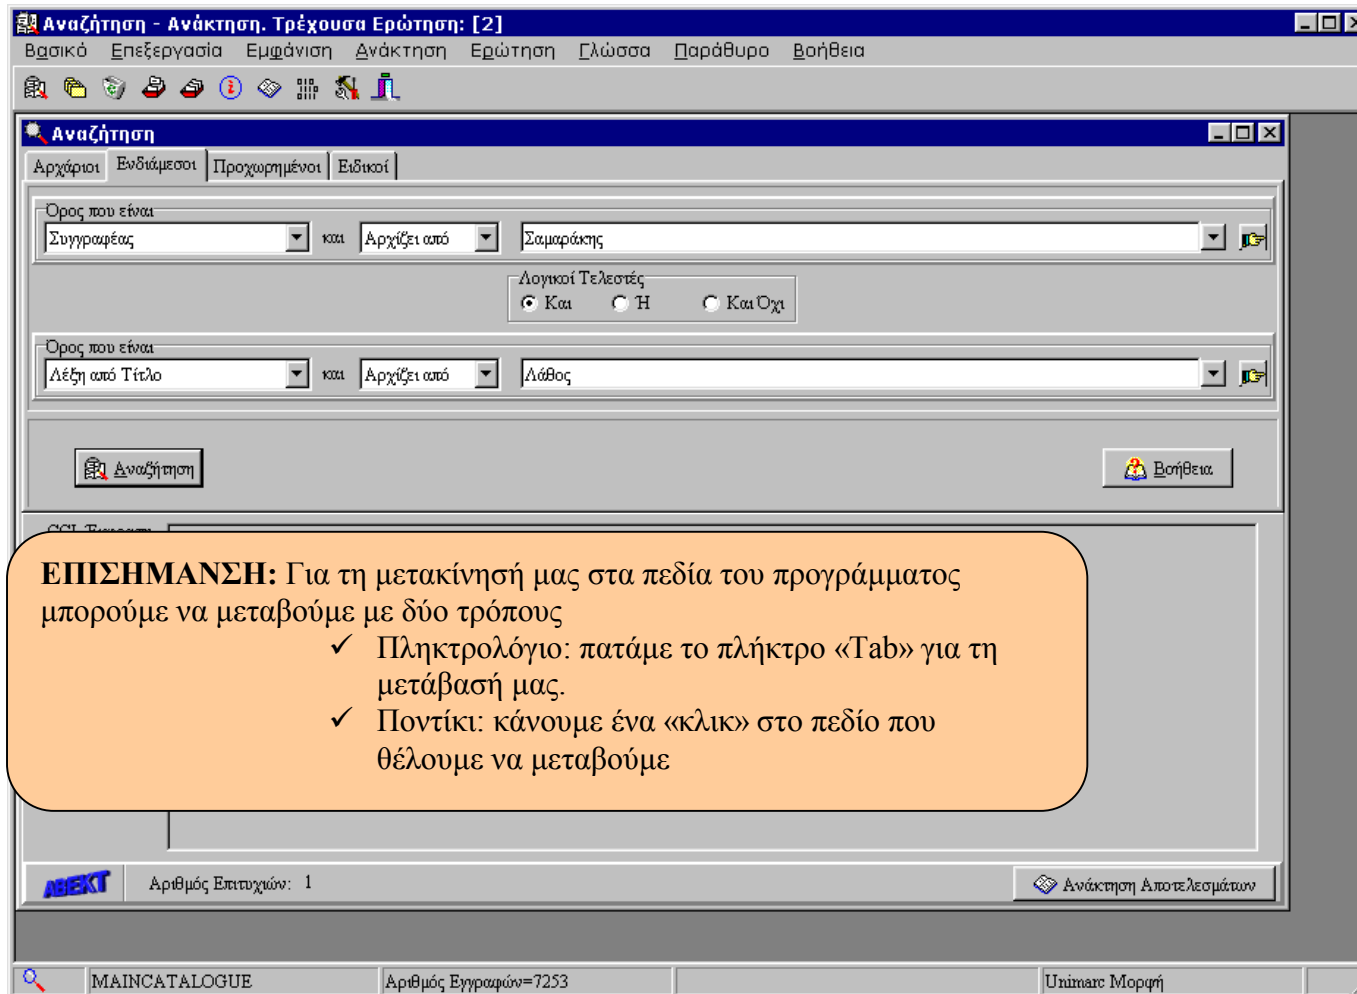 Αναζήτηση - Ανάκτηση. Τρέχουσα Ερώτηση: [2]
Βασικό Επεξεργασία Εμφάνιση Ανάκτηση Ερώτηση Γλώσσα Παράθυρο Βοήθεια
Αναζήτηση
Αρχάριοι Ενδιάμεσοι Προχωρημένοι Ειδικοί
Όρος που είναι
Συγγραφέας και Αρχίζει από Σαμαράκης
Λογικοί Τελεστές
Και Ή Και Όχι
Όρος που είναι
Λέξη από Τίτλο και Αρχίζει από Λάθος
Αναζήτηση Βοήθεια
ΕΠΙΣΗΜΑΝΣΗ: Για τη μετακίνησή μας στα πεδία του προγράμματος
μπορούμε να μεταβούμε με δύο τρόπους
✓ Πληκτρολόγιο: πατάμε το πλήκτρο «Tab» για τη
μετάβασή μας.
✓ Ποντίκι: κάνουμε ένα «κλικ» στο πεδίο που
θέλουμε να μεταβούμε
ABEKT Αριθμός Επιτυχιών: 1 Ανάκτηση Αποτελεσμάτων
MAINCATALOGUE Αριθμός Εγγραφών=7253 Unimarc Μορφή